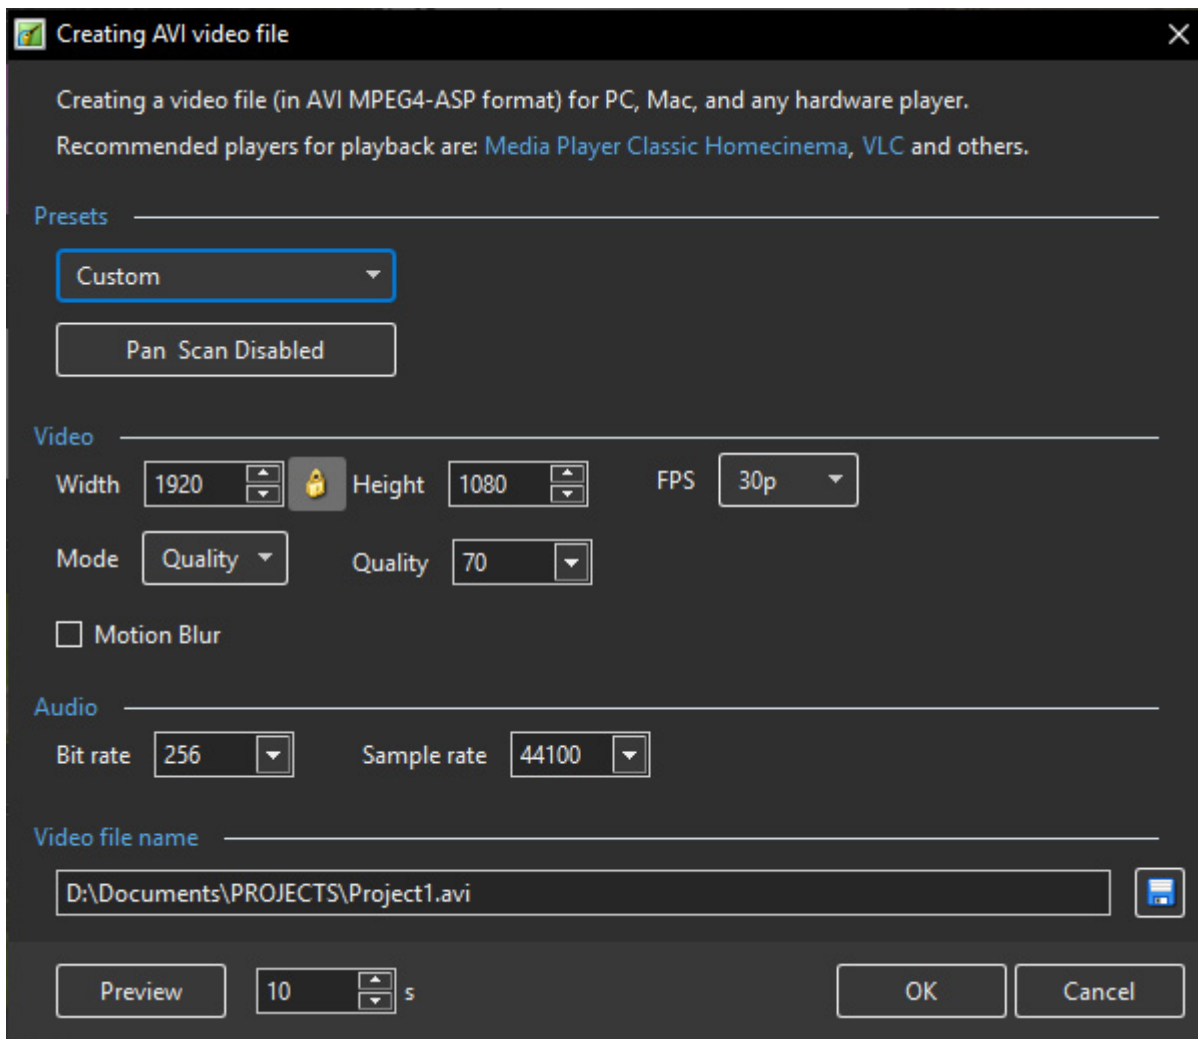 Creating AVI video file
Creating a video file (in AVI MPEG4-ASP format) for PC, Mac, and any hardware player.
Recommended players for playback are: Media Player Classic Homecinema, VLC and others.
Presets
Custom
Pan  Scan Disabled
Video
Width 1920 Height 1080 FPS 30p
Mode Quality Quality 70
Motion Blur
Audio
Bit rate 256 Sample rate 44100
Video file name
D:\Documents\PROJECTS\Project1.avi
Preview 10 s OK Cancel